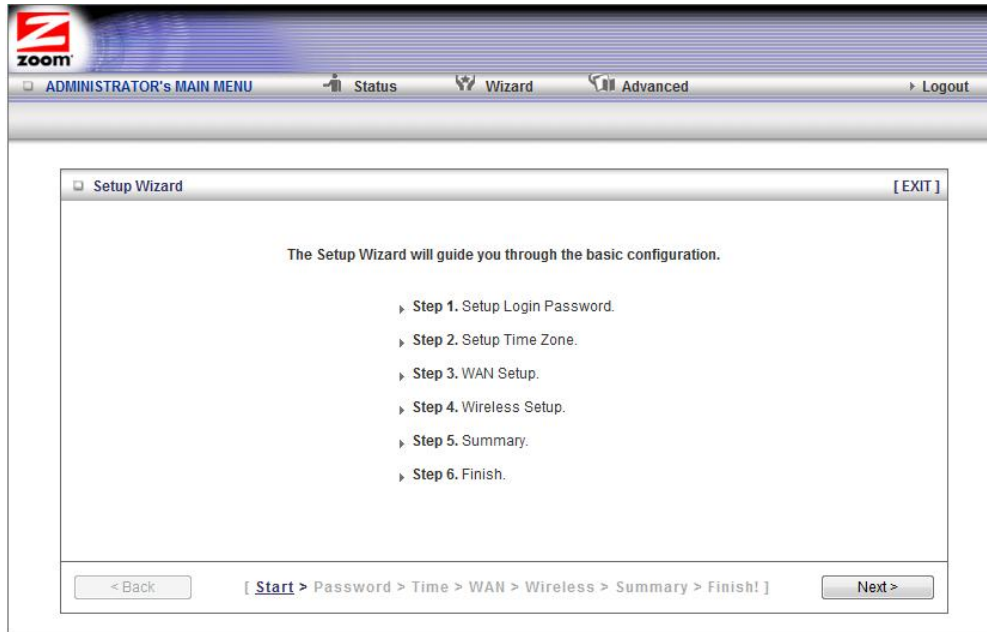 zoom
ADMINISTRATOR's MAIN MENU Status Wizard Advanced Logout
Setup Wizard [ EXIT ]
The Setup Wizard will guide you through the basic configuration.
Step 1. Setup Login Password.
Step 2. Setup Time Zone.
Step 3. WAN Setup.
Step 4. Wireless Setup.
Step 5. Summary.
Step 6. Finish.
< Back [ Start > Password > Time > WAN > Wireless > Summary > Finish! ] Next >